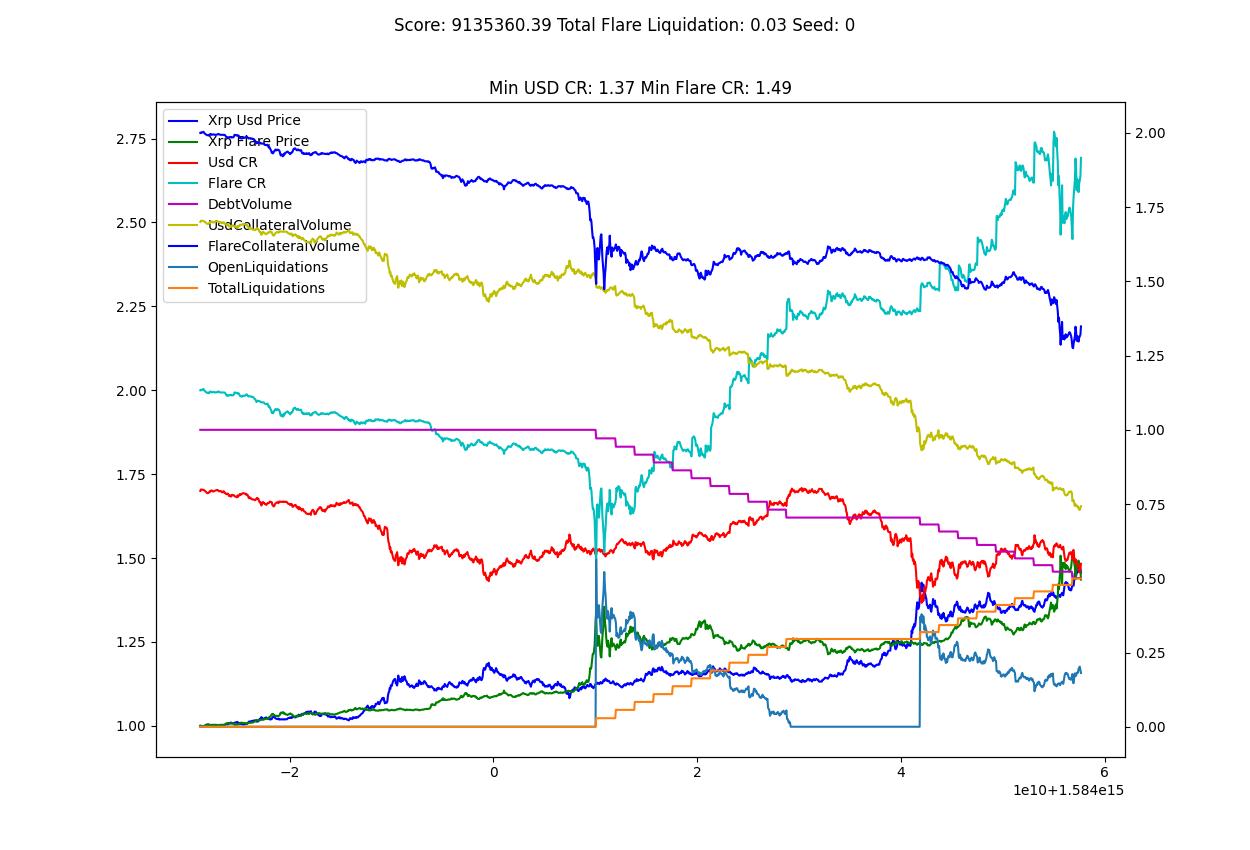 Score: 9135360.39 Total Flare Liquidation: 0.03 Seed: 0
Min USD CR: 1.37 Min Flare CR: 1.49
Xrp Usd Price
Xrp Flare Price
Usd CR
Flare CR
DebtVolume
UsdCollateralVolume
FlareCollateralVolume
OpenLiquidations
TotalLiquidations
2.75
2.50
2.25
2.00
1.75
1.50
1.25
1.00
2.00
1.75
1.50
1.25
1.00
0.75
0.50
0.25
0.00
−2 0 2 4 6
1e10+1.584e15